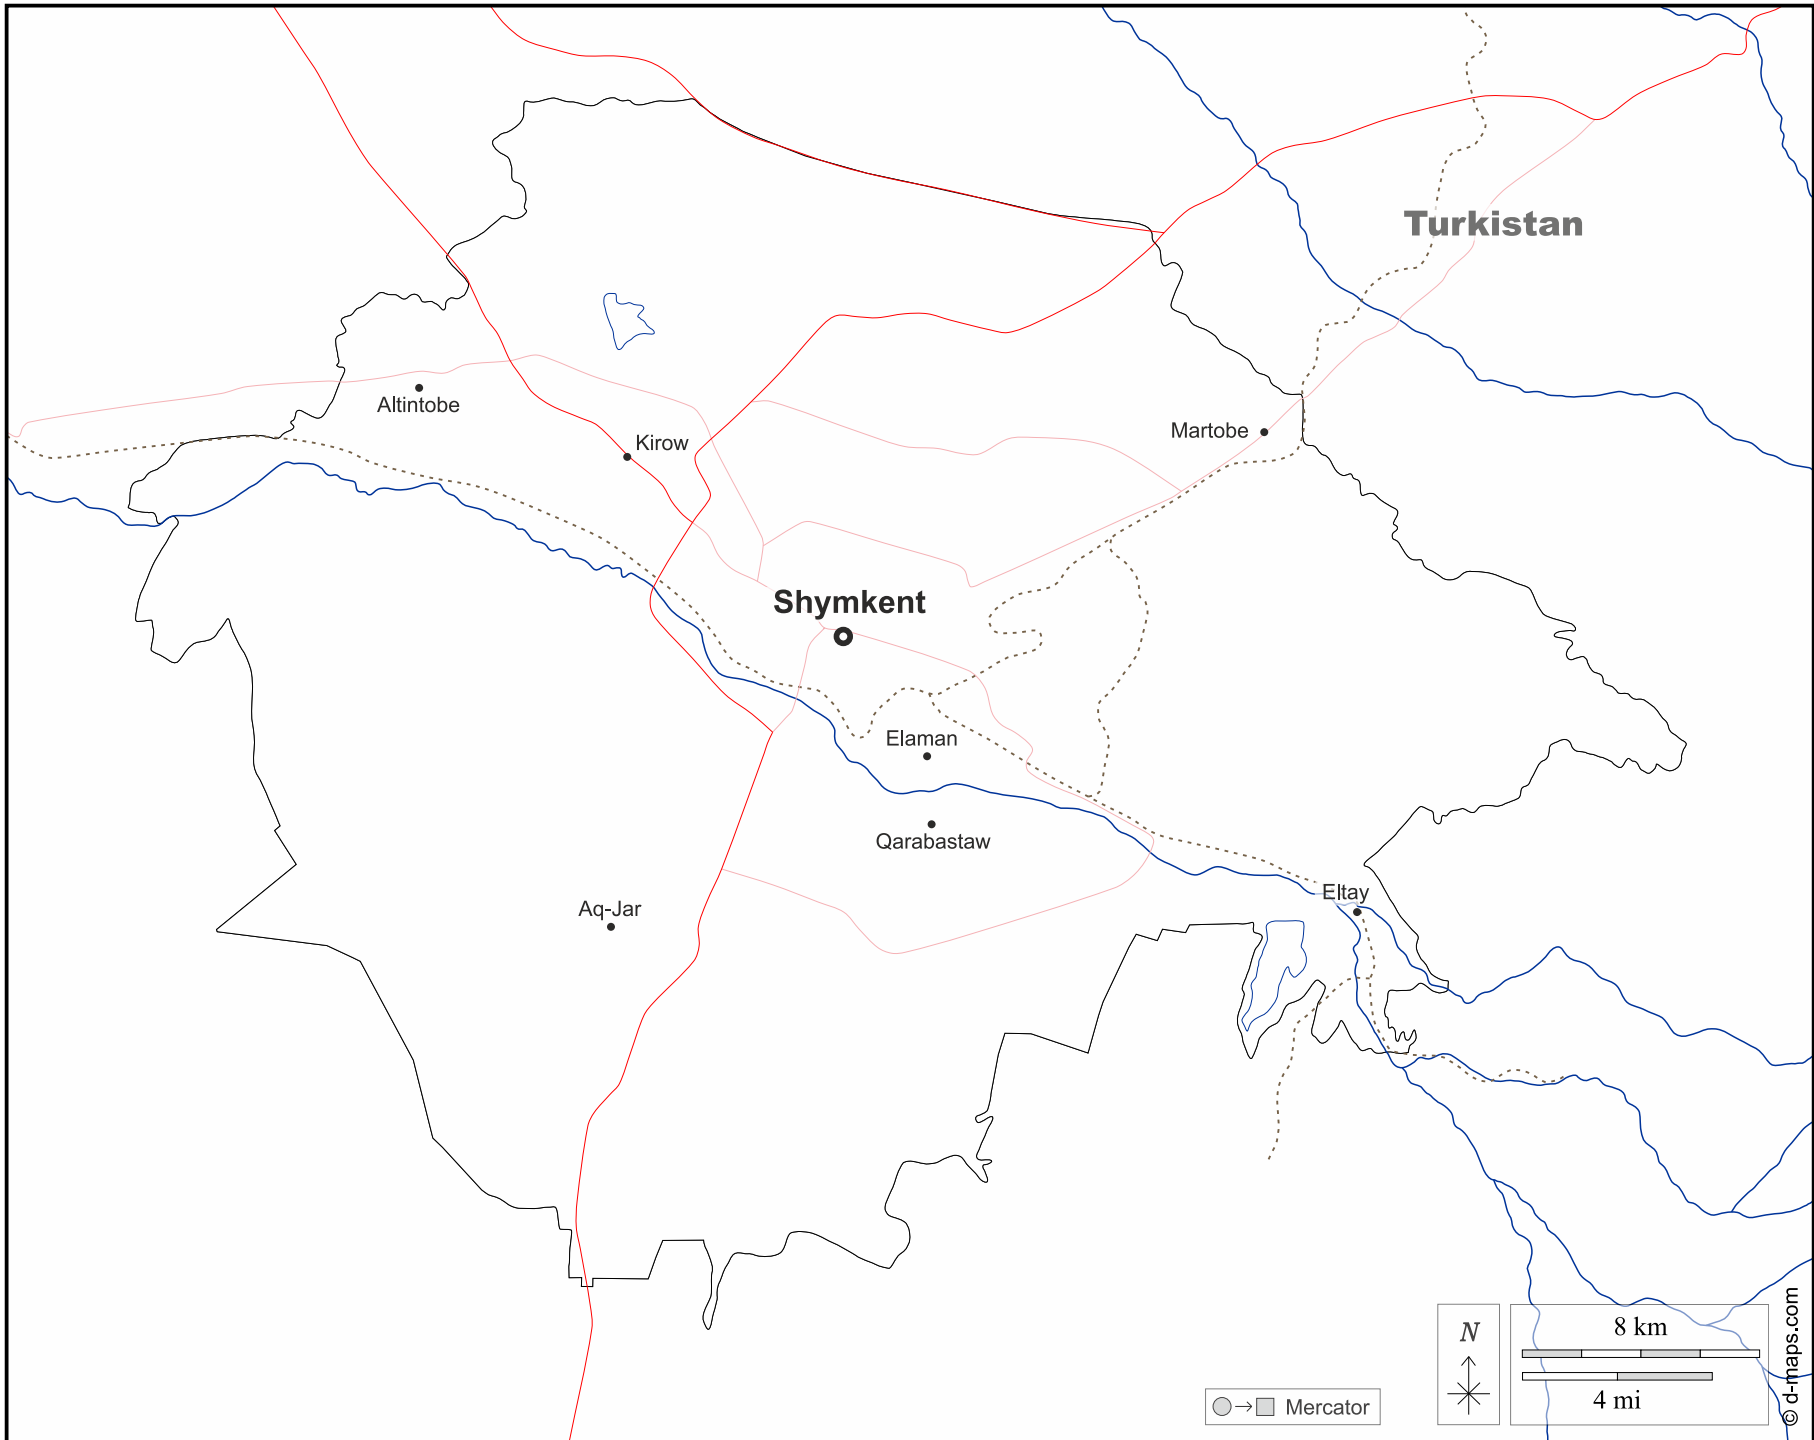 Turkistan
Altintobe
Martobe
Kirow
Shymkent
Elaman
Qarabastaw
Eltay
Aq-Jar
N
8 km
4 mi
Mercator
© d-maps.com